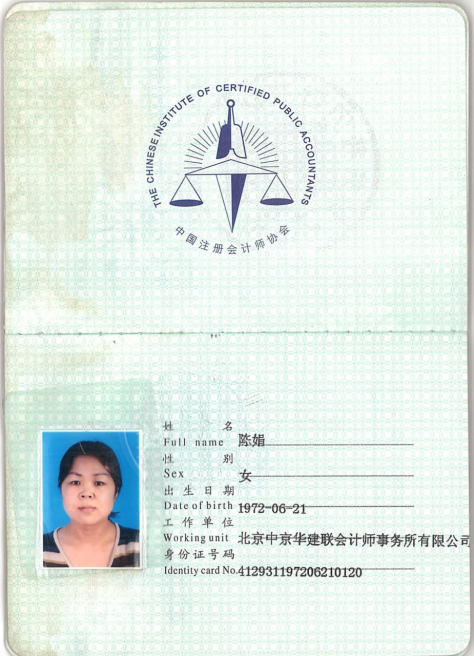 THE CHINESE INSTITUTE OF CERTIFIED PUBLIC ACCOUNTANTS
中国注册会计师协会
姓 名
Full name 陈娟
性 别
Sex 女
出生日期
Date of birth 1972-06-21
工作单位
Working unit 北京中京华建联会计师事务所有限公司
身份证号码
Identity card No. 412931197206210120